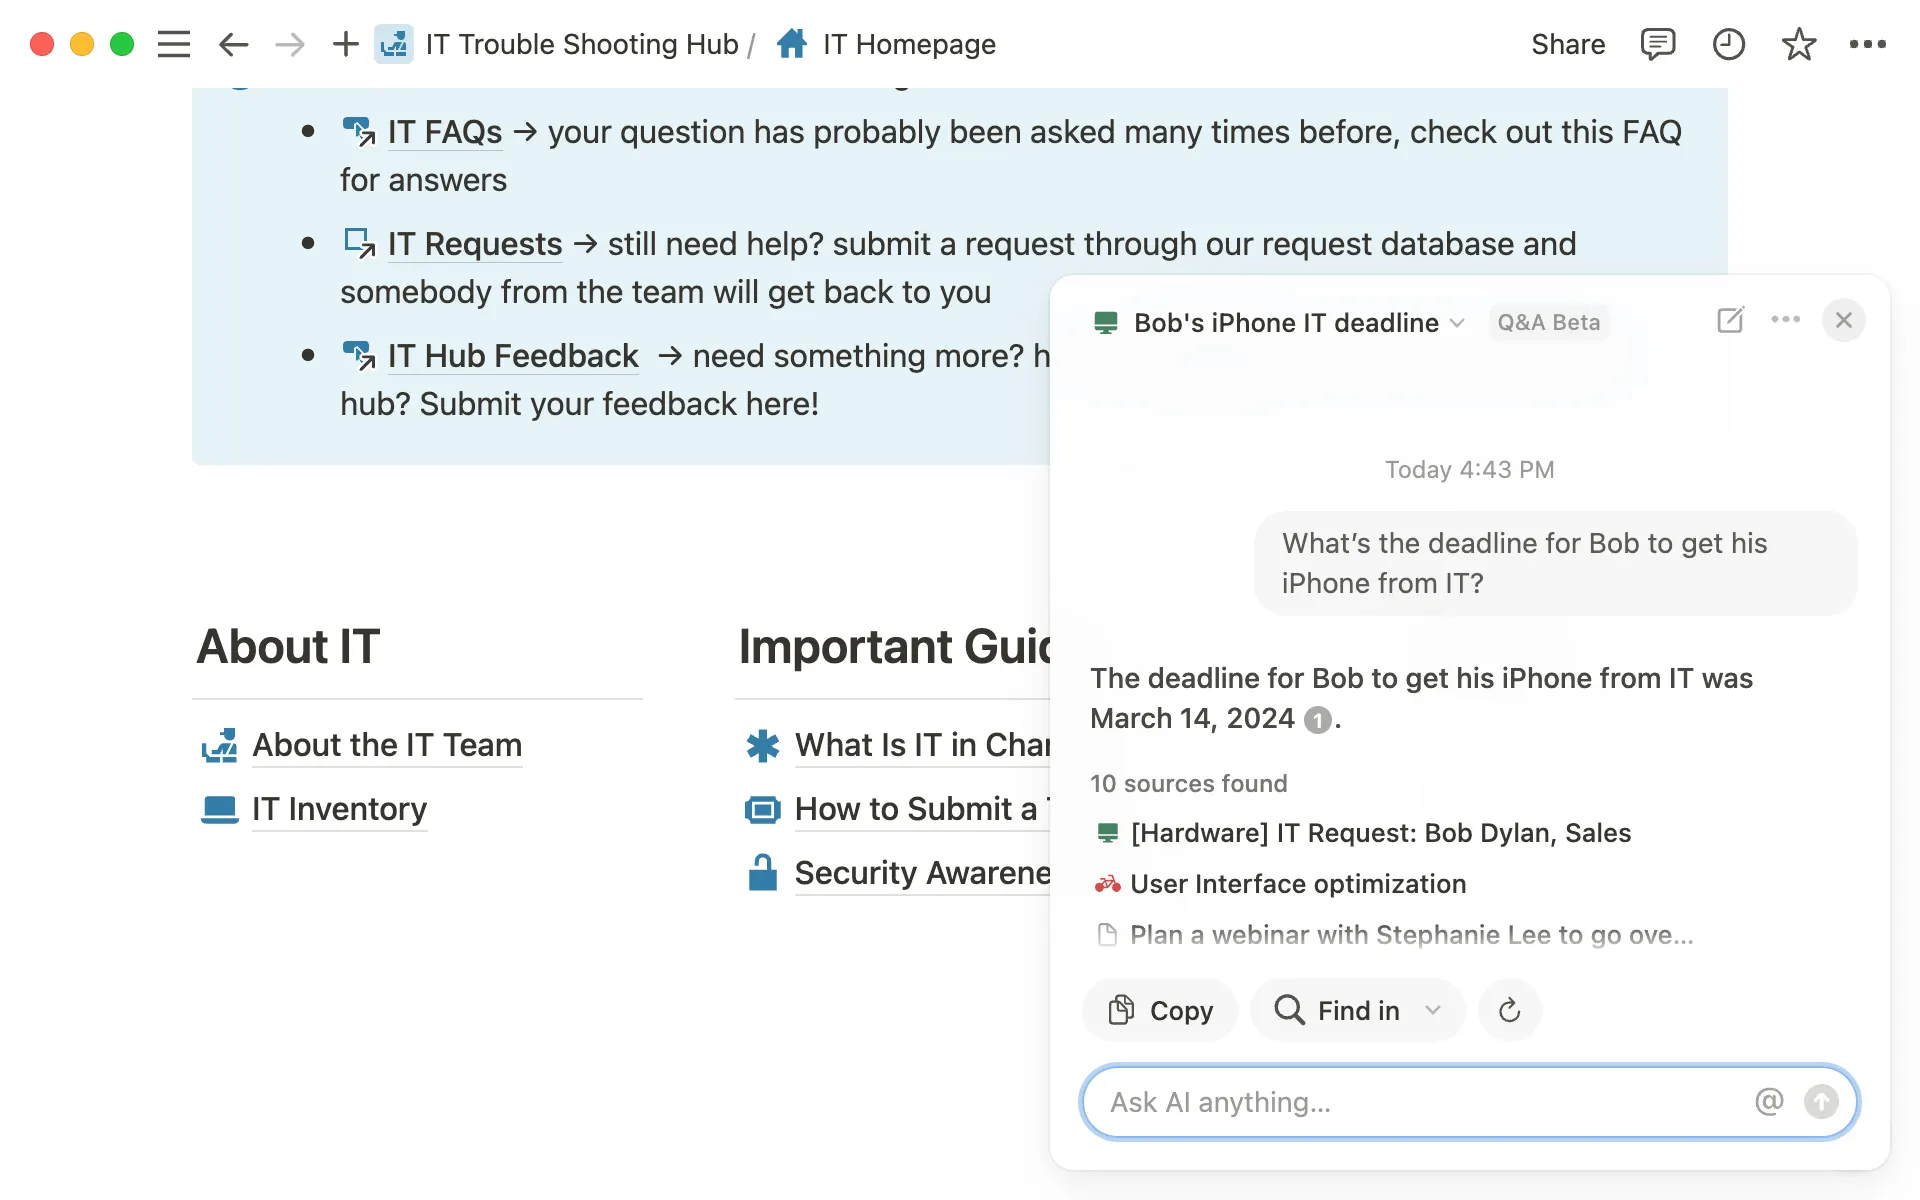 IT Trouble Shooting Hub / IT Homepage
Share
IT FAQs → your question has probably been asked many times before, check out this FAQ
for answers
IT Requests → still need help? submit a request through our request database and
somebody from the team will get back to you
IT Hub Feedback → need something more? h
hub? Submit your feedback here!
About IT
About the IT Team
IT Inventory
Important Guid
What Is IT in Char
How to Submit a
Security Awarene
Bob's iPhone IT deadline
Q&A Beta
Today 4:43 PM
What’s the deadline for Bob to get his
iPhone from IT?
The deadline for Bob to get his iPhone from IT was
March 14, 2024 1.
10 sources found
[Hardware] IT Request: Bob Dylan, Sales
User Interface optimization
Plan a webinar with Stephanie Lee to go ove...
Copy
Find in
Ask AI anything...
@